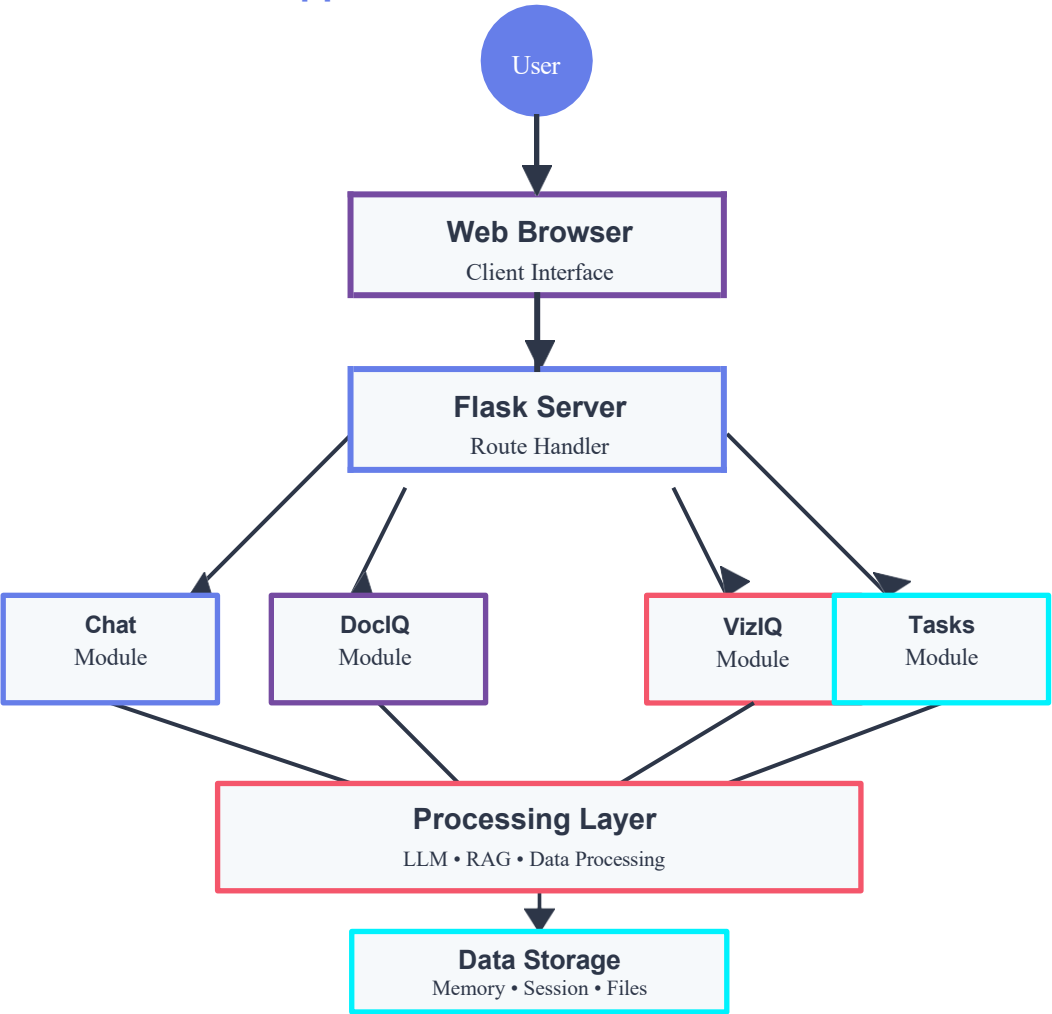 User
Web Browser
Client Interface
Flask Server
Route Handler
Chat
Module
DocIQ
Module
VizIQ
Module
Tasks
Module
Processing Layer
LLM • RAG • Data Processing
Data Storage
Memory • Session • Files